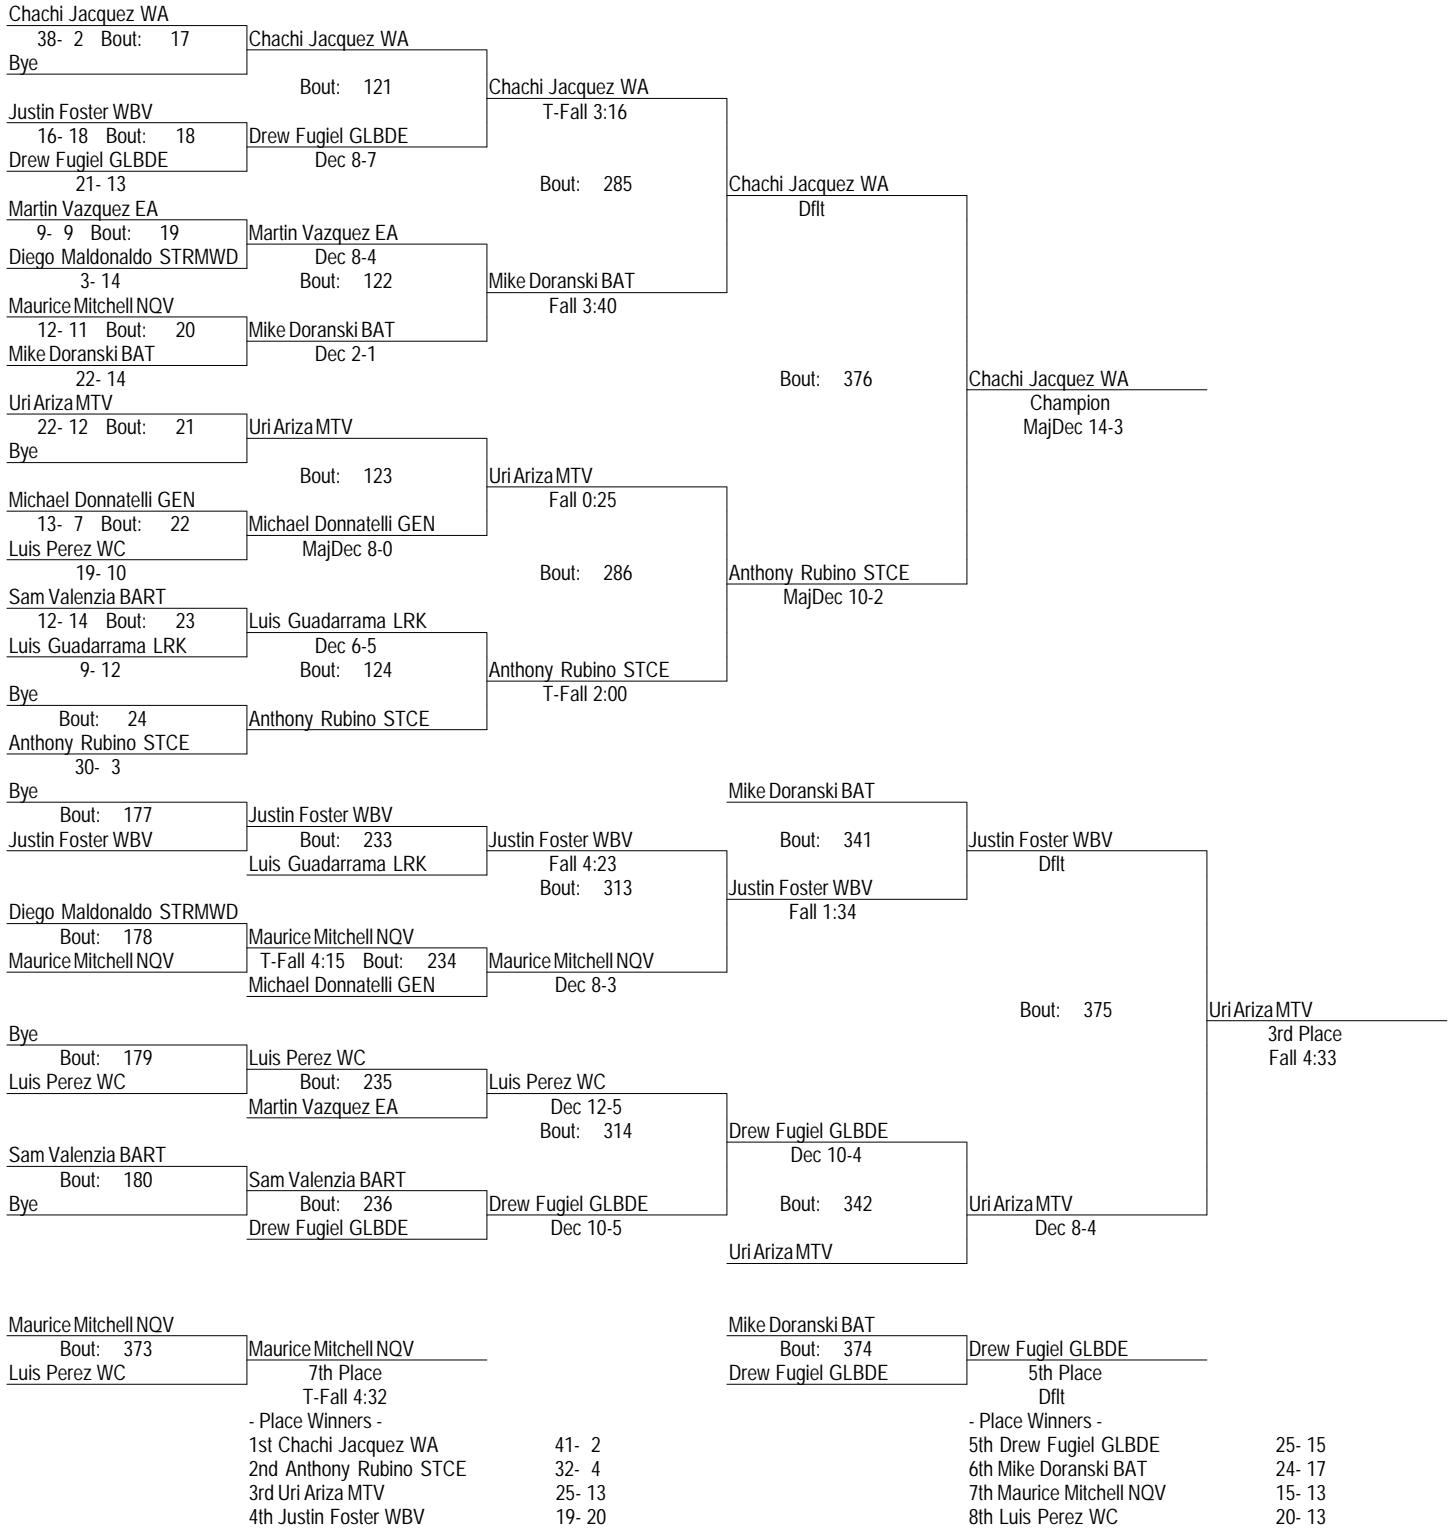 Chachi Jacquez WA
38- 2 Bout: 17 Chachi Jacquez WA
Bye
Bout: 121 Chachi Jacquez WA
Justin Foster WBV T-Fall 3:16
16- 18 Bout: 18 Drew Fugiel GLBDE
Drew Fugiel GLBDE Dec 8-7
21- 13 Bout: 285 Chachi Jacquez WA
Martin Vazquez EA Dflt
9- 9 Bout: 19 Martin Vazquez EA
Diego Maldonaldo STRMWD Dec 8-4
3- 14 Bout: 122 Mike Doranski BAT
Maurice Mitchell NQV Fall 3:40
12- 11 Bout: 20 Mike Doranski BAT
Mike Doranski BAT Dec 2-1
22- 14 Bout: 376 Chachi Jacquez WA
Uri Ariza MTV Champion
22- 12 Bout: 21 Uri Ariza MTV MajDec 14-3
Bye
Bout: 123 Uri Ariza MTV
Michael Donnatelli GEN Fall 0:25
13- 7 Bout: 22 Michael Donnatelli GEN
Luis Perez WC MajDec 8-0
19- 10 Bout: 286 Anthony Rubino STCE
Sam Valenzia BART MajDec 10-2
12- 14 Bout: 23 Luis Guadarrama LRK
Luis Guadarrama LRK Dec 6-5
9- 12 Bout: 124 Anthony Rubino STCE
Bye T-Fall 2:00
Bout: 24 Anthony Rubino STCE
Anthony Rubino STCE
30- 3
Bye Mike Doranski BAT
Bout: 177 Justin Foster WBV
Justin Foster WBV Bout: 233 Justin Foster WBV Bout: 341 Justin Foster WBV
Luis Guadarrama LRK Fall 4:23 Dflt
Bout: 313 Justin Foster WBV
Diego Maldonaldo STRMWD Fall 1:34
Bout: 178 Maurice Mitchell NQV
Maurice Mitchell NQV T-Fall 4:15 Bout: 234 Maurice Mitchell NQV
Michael Donnatelli GEN Dec 8-3
Bout: 375 Uri Ariza MTV
Bye 3rd Place
Bout: 179 Luis Perez WC Fall 4:33
Luis Perez WC Bout: 235 Luis Perez WC
Martin Vazquez EA Dec 12-5
Bout: 314 Drew Fugiel GLBDE
Sam Valenzia BART Dec 10-4
Bout: 180 Sam Valenzia BART
Bye Bout: 236 Drew Fugiel GLBDE Bout: 342 Uri Ariza MTV
Drew Fugiel GLBDE Dec 10-5 Dec 8-4
Uri Ariza MTV
Maurice Mitchell NQV Mike Doranski BAT
Bout: 373 Maurice Mitchell NQV Bout: 374 Drew Fugiel GLBDE
Luis Perez WC 7th Place Drew Fugiel GLBDE 5th Place
T-Fall 4:32 Dflt
- Place Winners - - Place Winners -
1st Chachi Jacquez WA 41- 2 5th Drew Fugiel GLBDE 25- 15
2nd Anthony Rubino STCE 32- 4 6th Mike Doranski BAT 24- 17
3rd Uri Ariza MTV 25- 13 7th Maurice Mitchell NQV 15- 13
4th Justin Foster WBV 19- 20 8th Luis Perez WC 20- 13